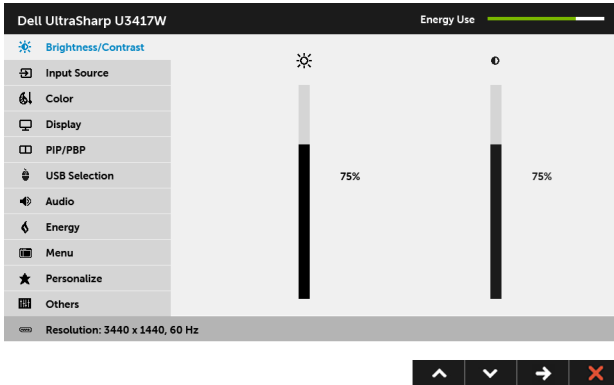 Dell UltraSharp U3417W
Energy Use
Brightness/Contrast
Input Source
Color
Display
PIP/PBP
USB Selection
Audio
Energy
Menu
Personalize
Others
75%
75%
Resolution: 3440 x 1440, 60 Hz